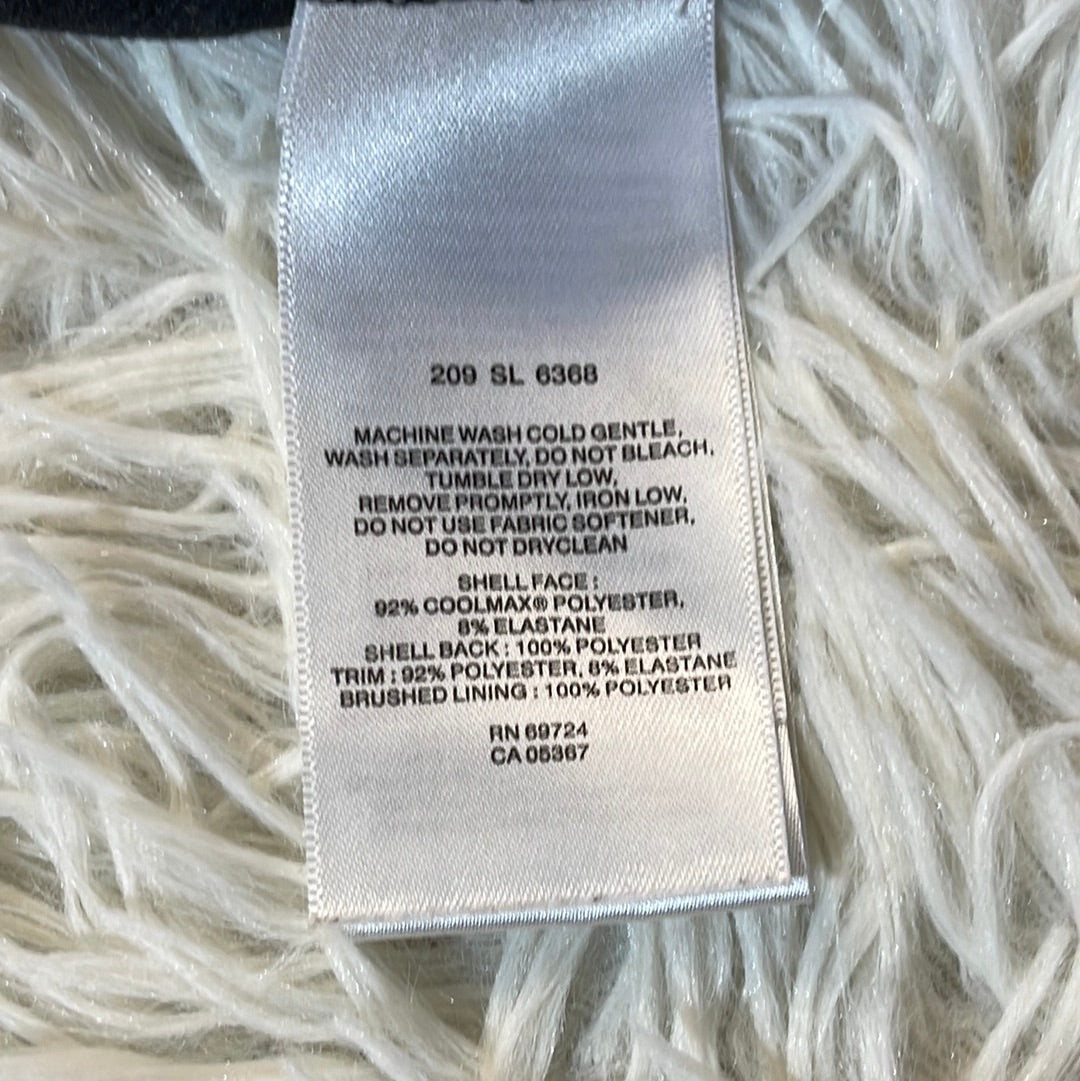 209 SL 6368
MACHINE WASH COLD GENTLE,
WASH SEPARATELY, DO NOT BLEACH,
TUMBLE DRY LOW,
REMOVE PROMPTLY, IRON LOW,
DO NOT USE FABRIC SOFTENER,
DO NOT DRYCLEAN
SHELL FACE :
92% COOLMAX® POLYESTER,
8% ELASTANE
SHELL BACK : 100% POLYESTER
TRIM : 92% POLYESTER, 8% ELASTANE
BRUSHED LINING : 100% POLYESTER
RN 69724
CA 05367